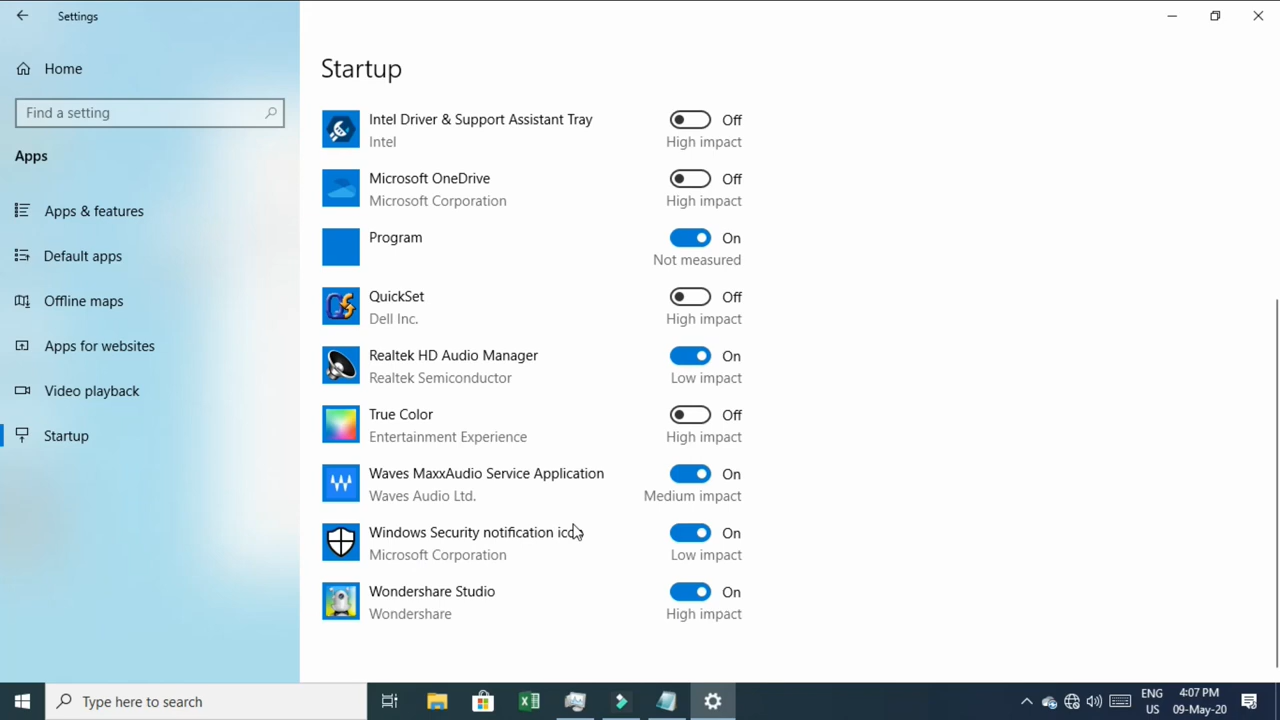 Settings
Home
Find a setting
Apps
Apps & features
Default apps
Offline maps
Apps for websites
Video playback
Startup
Startup
Intel Driver & Support Assistant Tray
Off
Intel
High impact
Microsoft OneDrive
Off
Microsoft Corporation
High impact
Program
On
Not measured
QuickSet
Off
Dell Inc.
High impact
Realtek HD Audio Manager
On
Realtek Semiconductor
Low impact
True Color
Off
Entertainment Experience
High impact
Waves MaxxAudio Service Application
On
Waves Audio Ltd.
Medium impact
Windows Security notification icon
On
Microsoft Corporation
Low impact
Wondershare Studio
On
Wondershare
High impact
Type here to search
ENG
US
4:07 PM
09-May-20